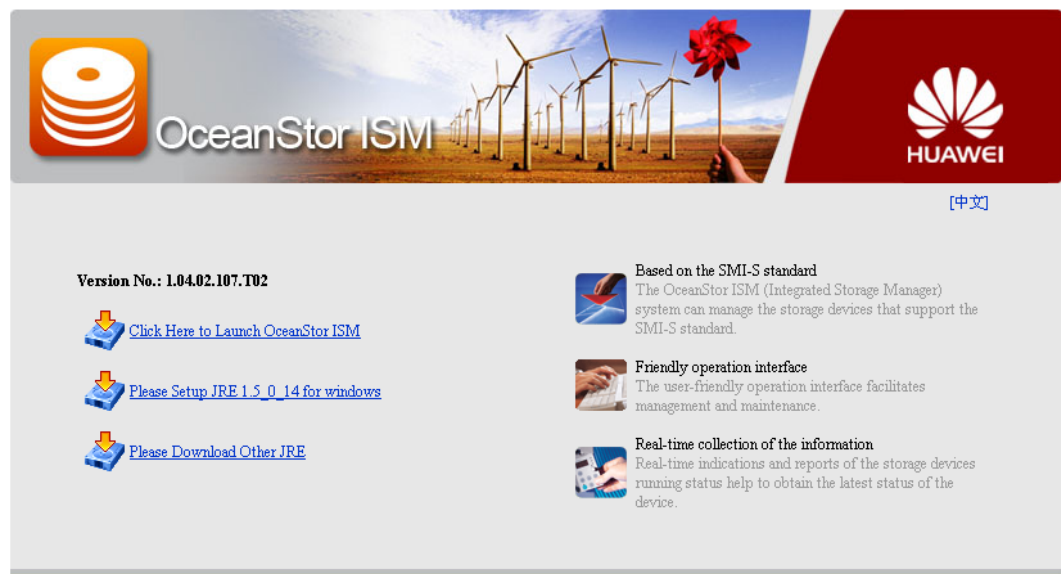 OceanStor ISM
HUAWEI
[中文]
Version No.: 1.04.02.107.T02
Click Here to Launch OceanStor ISM
Please Setup JRE 1.5_0_14 for windows
Please Download Other JRE
Based on the SMI-S standard
The OceanStor ISM (Integrated Storage Manager)
system can manage the storage devices that support the
SMI-S standard.
Friendly operation interface
The user-friendly operation interface facilitates
management and maintenance.
Real-time collection of the information
Real-time indications and reports of the storage devices
running status help to obtain the latest status of the
device.